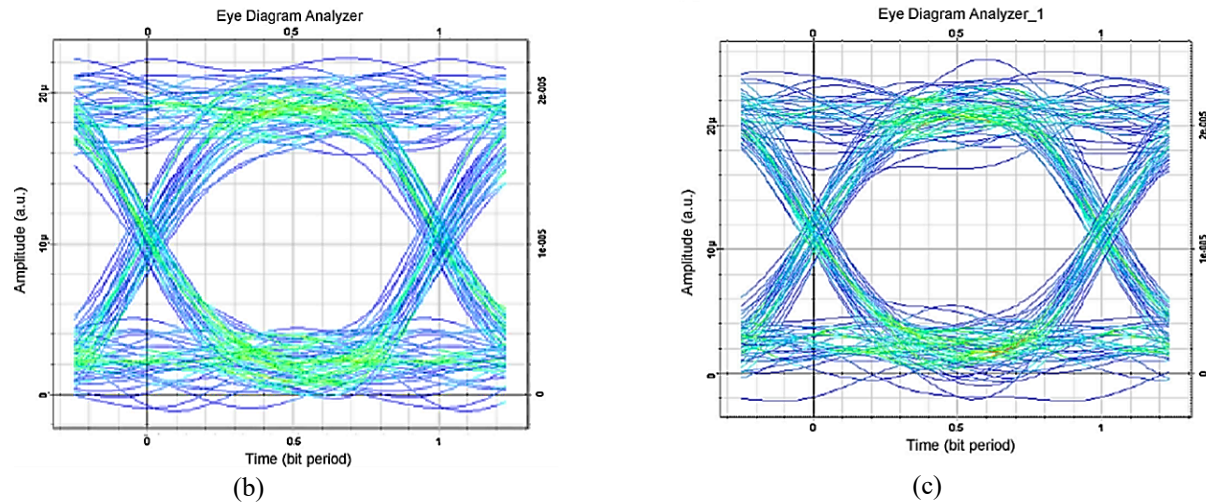 Eye Diagram Analyzer
0 0.5 1
Amplitude (a.u.)
20µ
10µ
0
2e-005
1e-005
0
0 0.5 1
Time (bit period)
(b)
Eye Diagram Analyzer_1
0 0.5 1
Amplitude (a.u.)
20µ
10µ
0
2e-005
1e-005
0
0 0.5 1
Time (bit period)
(c)